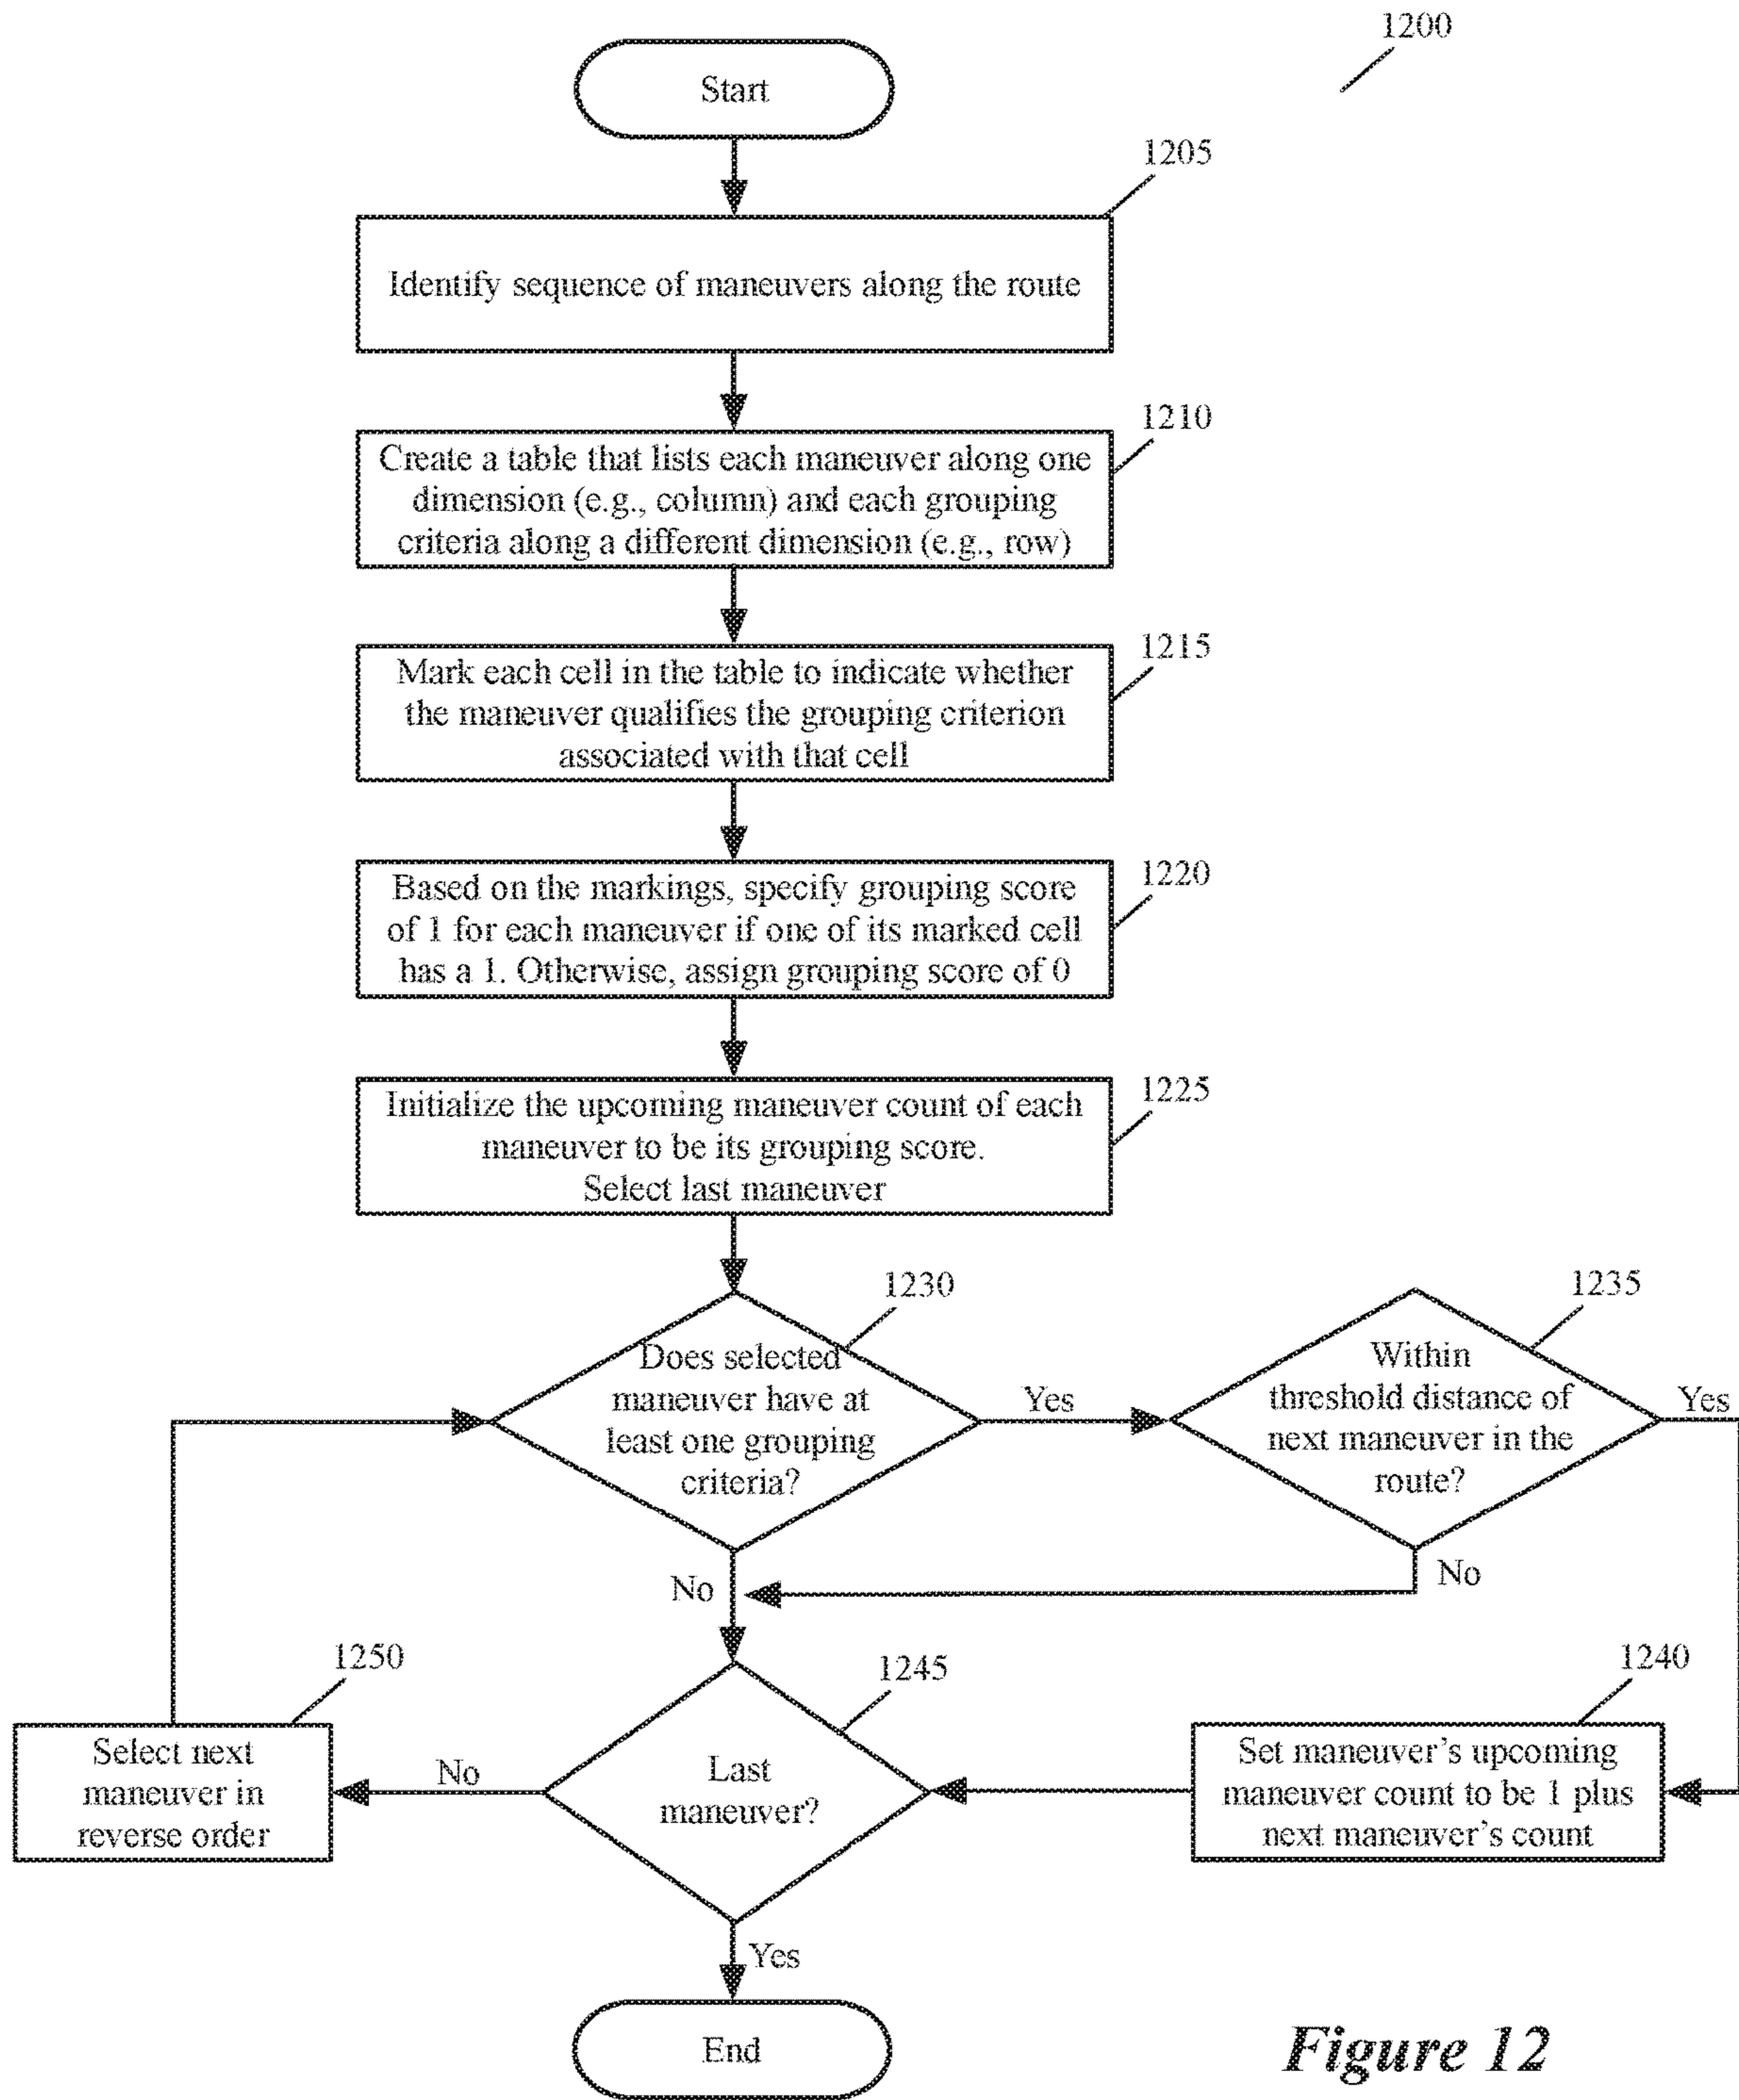 1200
Start
1205
Identify sequence of maneuvers along the route
1210
Create a table that lists each maneuver along one
dimension (e.g., column) and each grouping
criteria along a different dimension (e.g., row)
1215
Mark each cell in the table to indicate whether
the maneuver qualifies the grouping criterion
associated with that cell
1220
Based on the markings, specify grouping score
of 1 for each maneuver if one of its marked cell
has a 1. Otherwise, assign grouping score of 0
1225
Initialize the upcoming maneuver count of each
maneuver to be its grouping score.
Select last maneuver
1230
Does selected
maneuver have at
least one grouping
criteria?
Yes
No
1235
Within
threshold distance of
next maneuver in the
route?
Yes
No
1240
Set maneuver's upcoming
maneuver count to be 1 plus
next maneuver's count
1245
Last
maneuver?
No
Yes
1250
Select next
maneuver in
reverse order
End
Figure 12